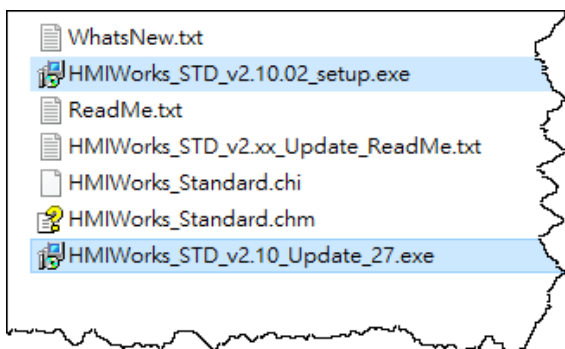 WhatsNew.txt
HMIWorks_STD_v2.10.02_setup.exe
ReadMe.txt
HMIWorks_STD_v2.xx_Update_ReadMe.txt
HMIWorks_Standard.chi
HMIWorks_Standard.chm
HMIWorks_STD_v2.10_Update_27.exe